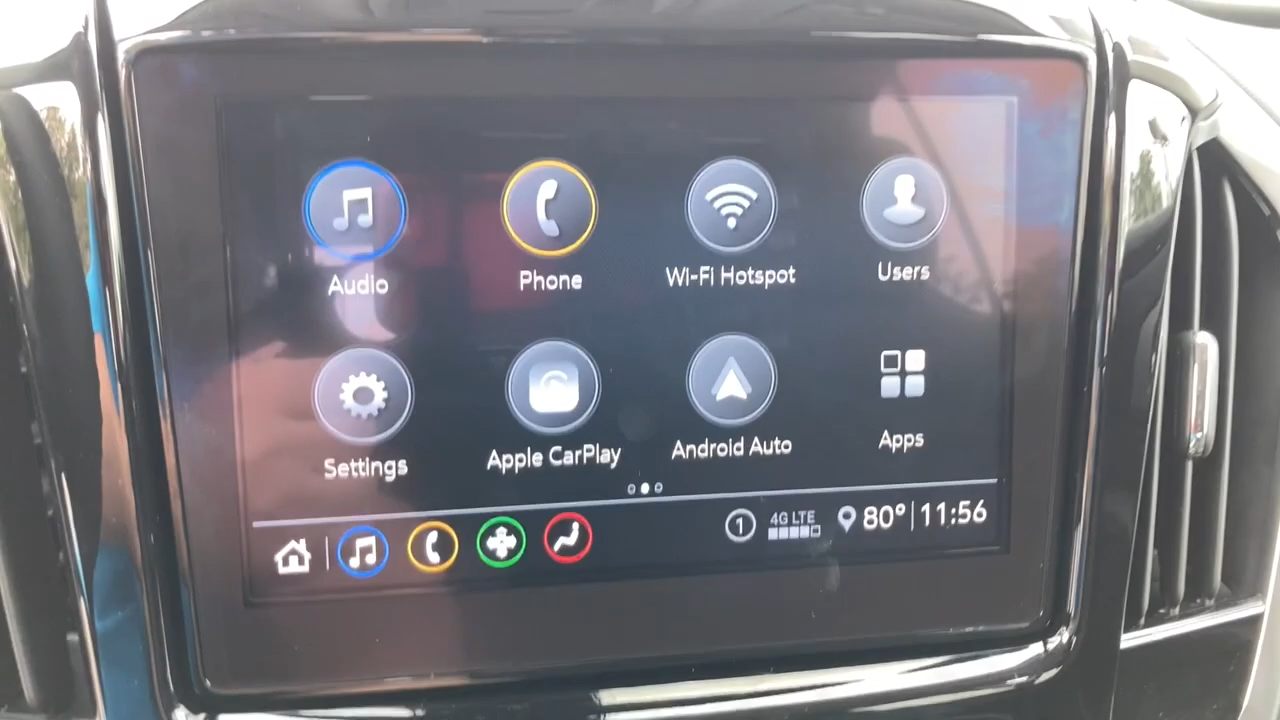 Audio Phone Wi-Fi Hotspot Users
Settings Apple CarPlay Android Auto Apps
1 4G LTE 80° 11:56